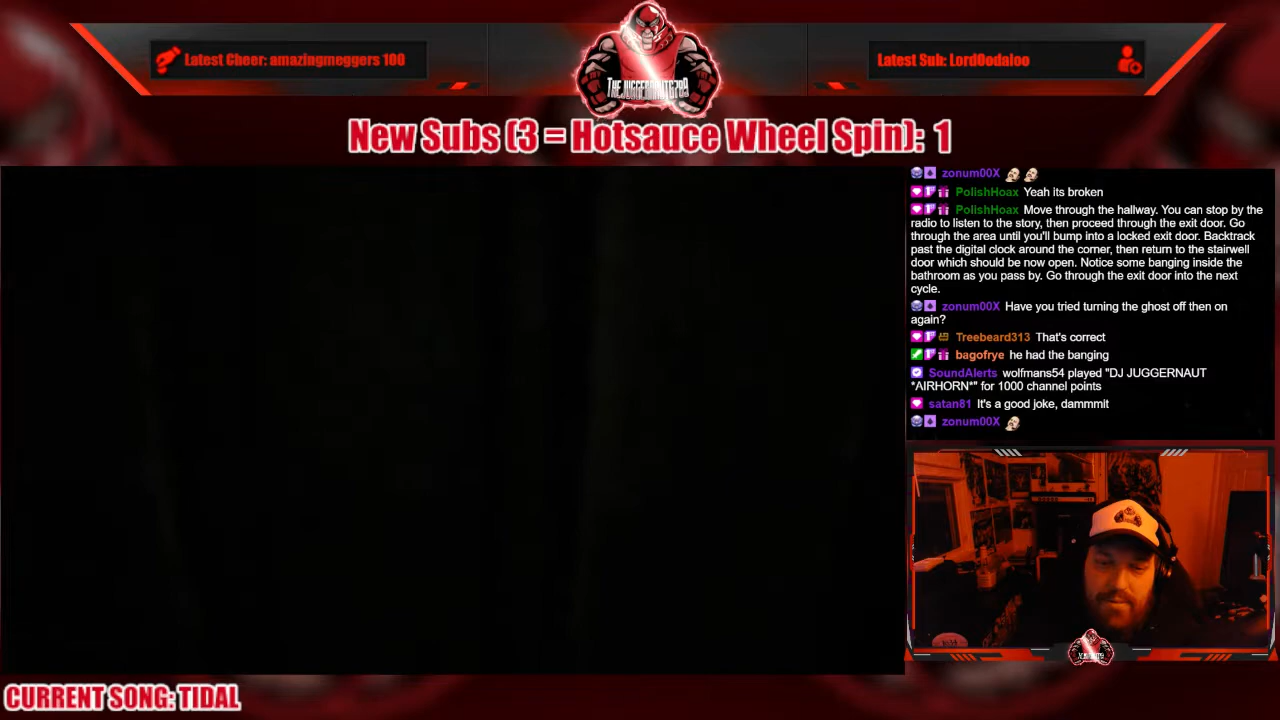 Latest Cheer: amazingmeggers 100
THEJUGGERNAUT6789
Latest Sub: LordOodaloo
New Subs (3 = Hotsauce Wheel Spin): 1
zonum00X
PolishHoax Yeah its broken
PolishHoax Move through the hallway. You can stop by the
radio to listen to the story, then proceed through the exit door. Go
through the area until you'll bump into a locked exit door. Backtrack
past the digital clock around the corner, then return to the stairwell
door which should be now open. Notice some banging inside the
bathroom as you pass by. Go through the exit door into the next
cycle.
zonum00X Have you tried turning the ghost off then on
again?
Treebeard313 That's correct
bagofrye he had the banging
SoundAlerts wolfmans54 played "DJ JUGGERNAUT
*AIRHORN*" for 1000 channel points
satan81 It's a good joke, dammmit
zonum00X
CURRENT SONG: TIDAL